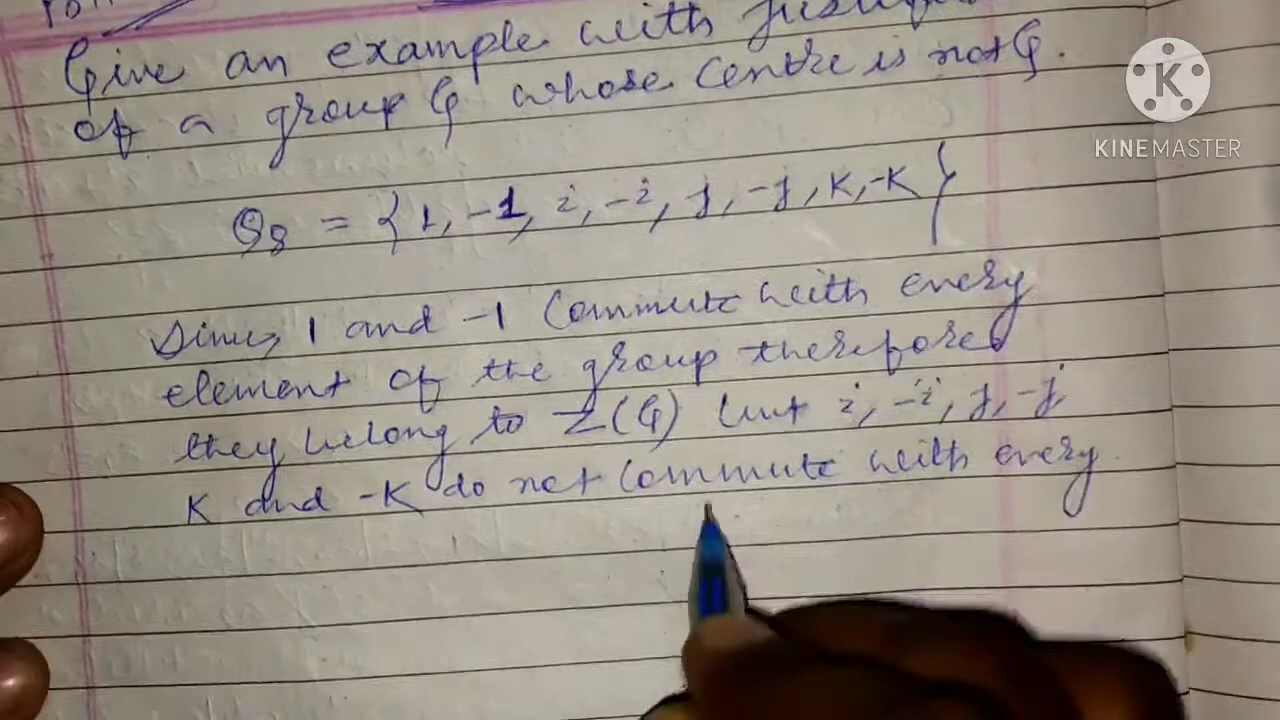 Give an example with
of a group G whose centre is not G.
K
KINEMASTER
Q8 = {1, -1, i, -i, j, -j, K, -K}
Since, 1 and -1 Commute with every
element of the group therefore
they belong to Z(G) but i, -i, j, -j,
K and -K do not Commute with every